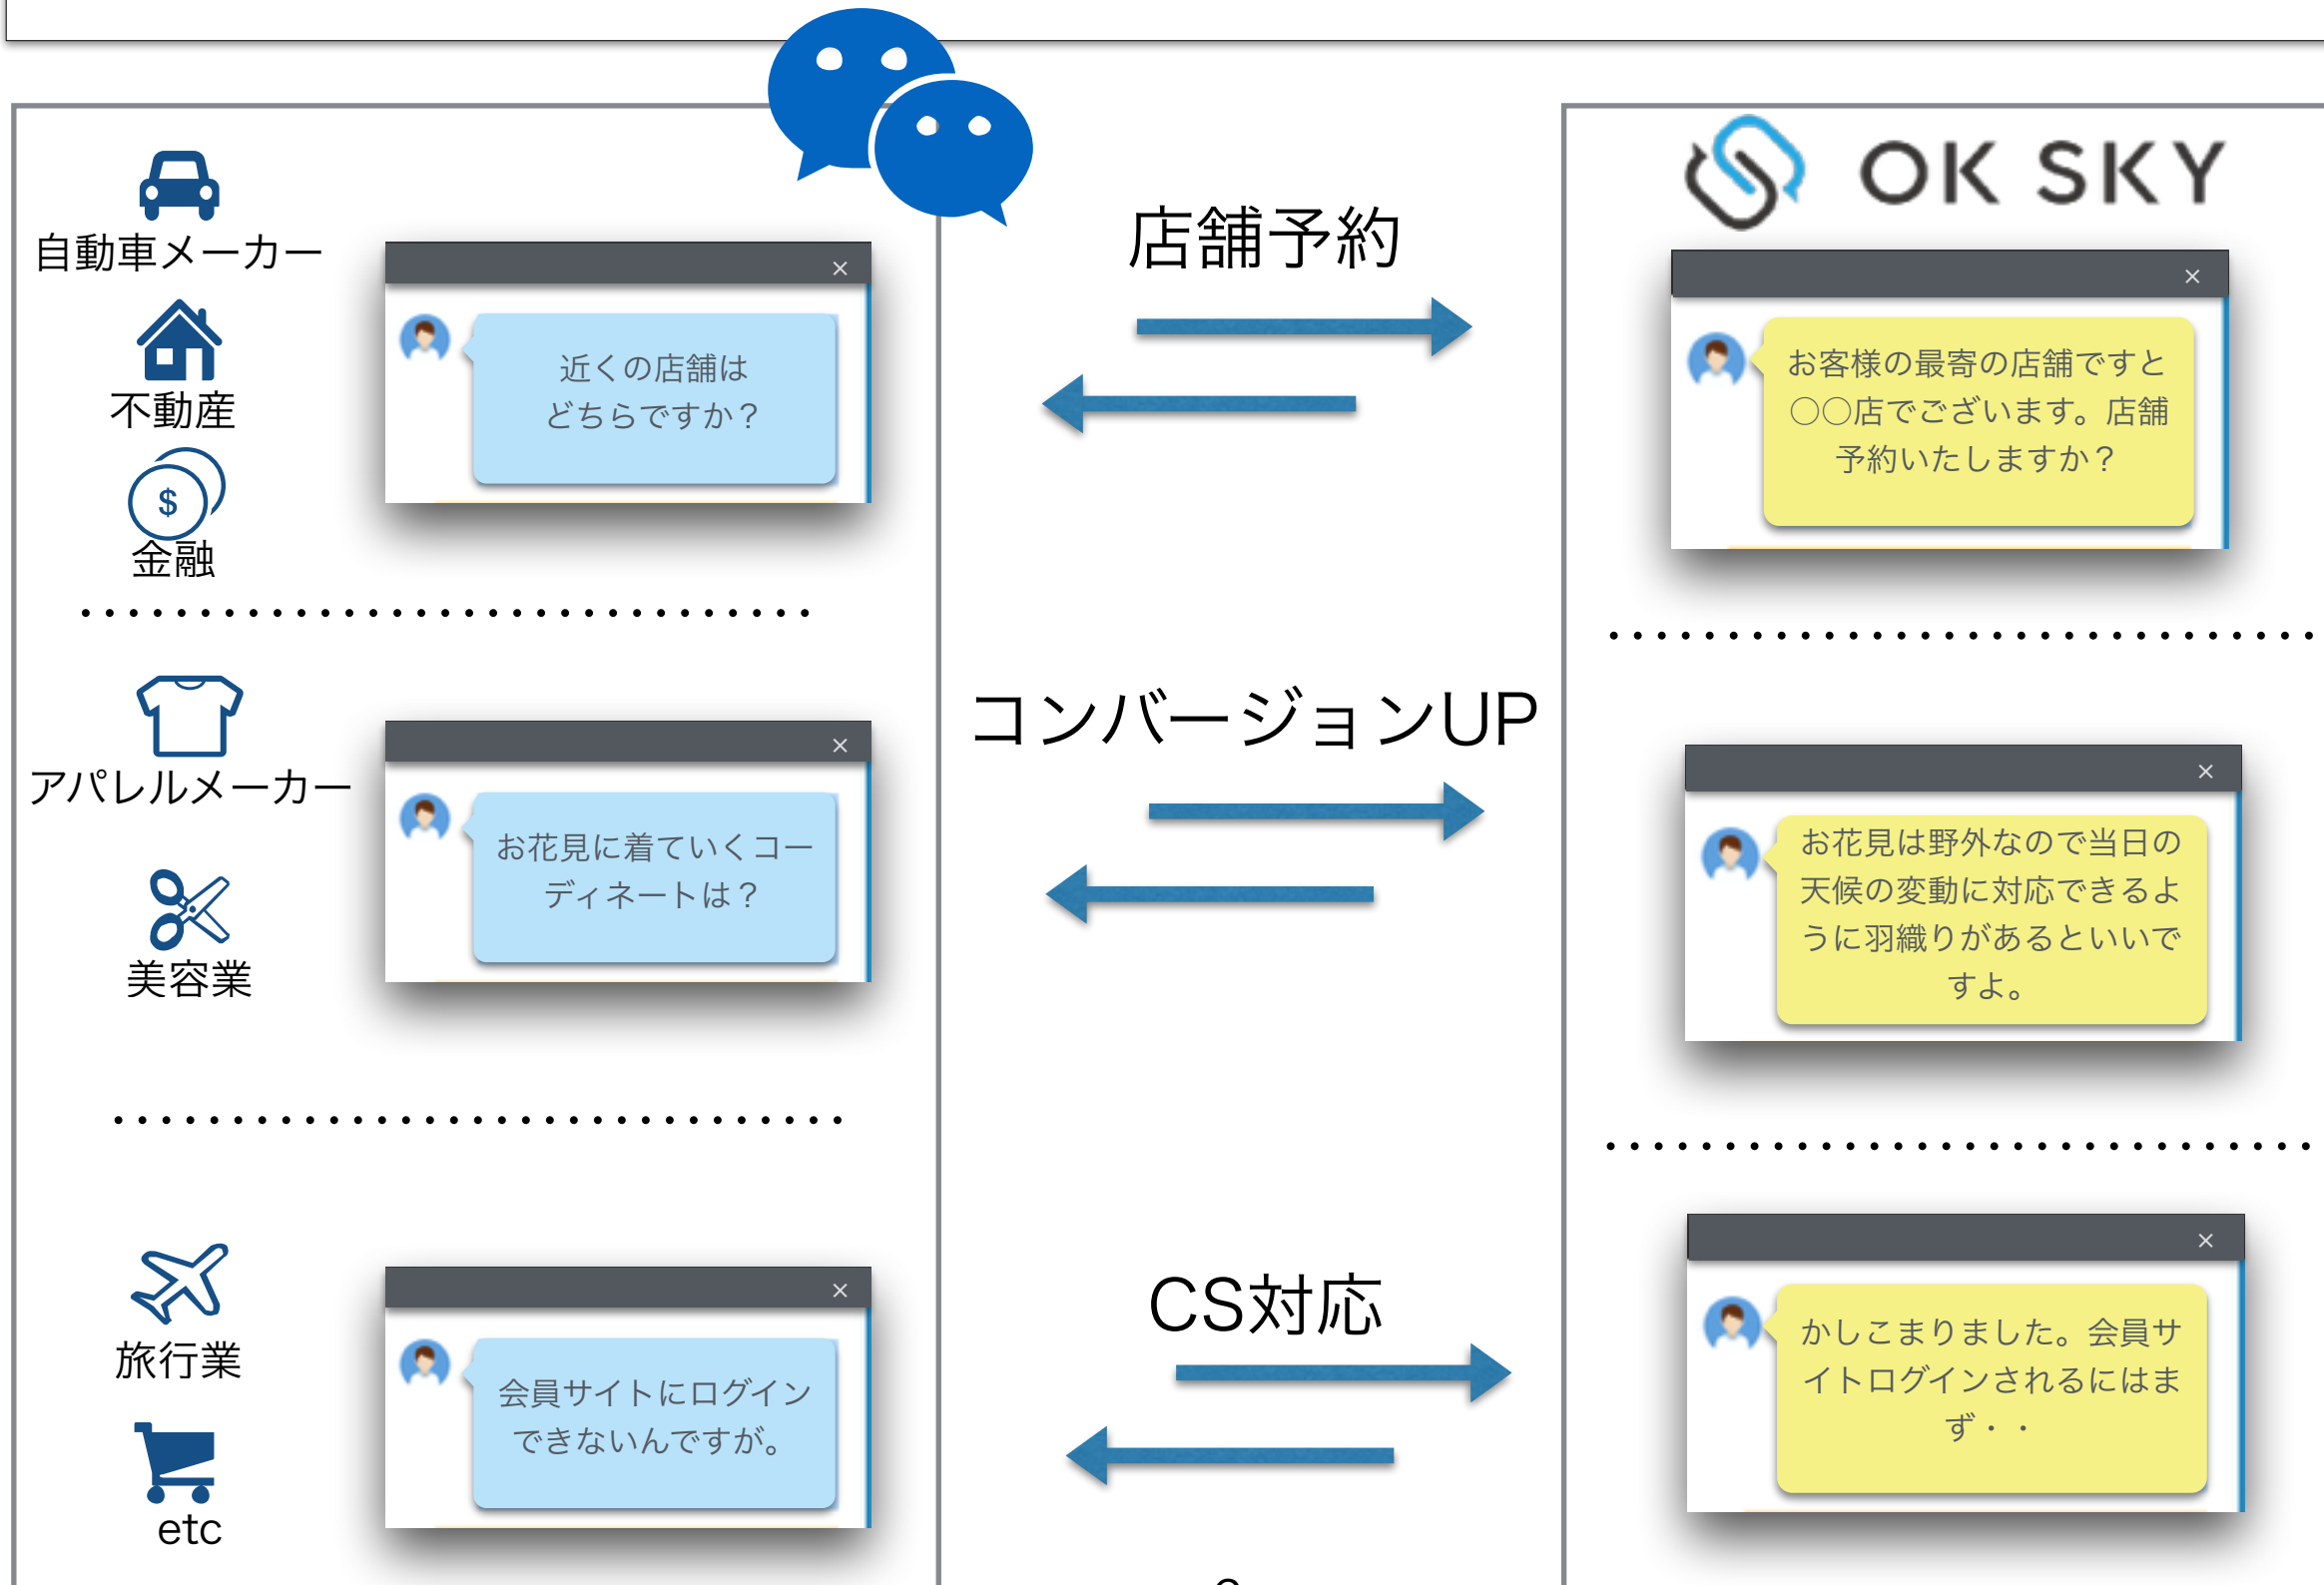 自動車メーカー
不動産
$
金融
近くの店舗は
どちらですか？
店舗予約
OK SKY
お客様の最寄の店舗ですと
〇〇店でございます。店舗
予約いたしますか？
アパレルメーカー
美容業
お花見に着ていくコー
ディネートは？
コンバージョンUP
お花見は野外なので当日の
天候の変動に対応できるよ
うに羽織りがあるといいで
すよ。
旅行業
etc
会員サイトにログイン
できないんですが。
CS対応
かしこまりました。会員サ
イトログインされるにはま
ず・・